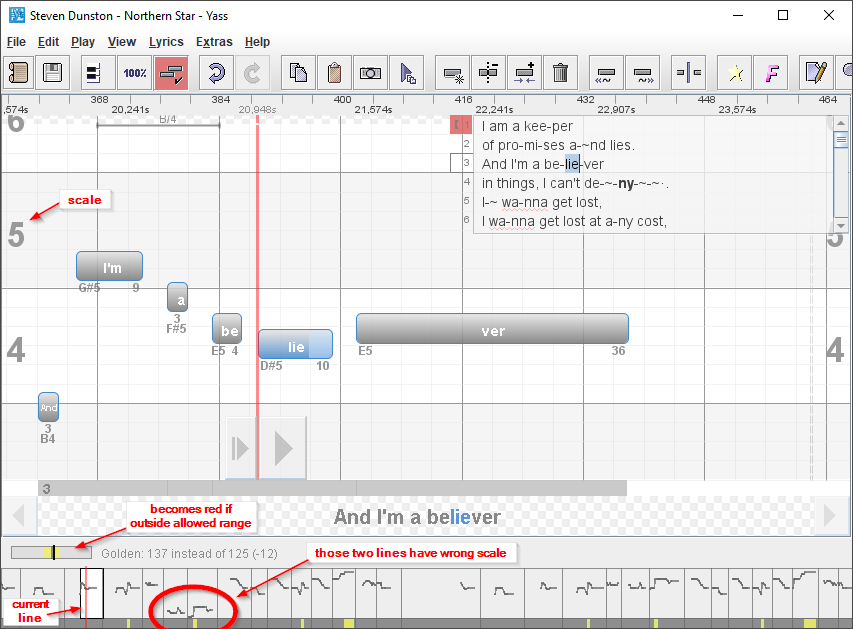 Steven Dunston - Northern Star - Yass
File Edit Play View Lyrics Extras Help
100%
F
368 384 400 416 432 448 464
,574s 20,241s 20,948s 21,574s 22,241s 22,907s 23,574s
6
B/4
1 I am a kee-per
2 of pro-mi-ses a-~nd lies.
3 And I'm a be-lie-ver
4 in things, I can't de-~-ny-~-~·.
5 I-~ wa-nna get lost,
6 I wa-nna get lost at a-ny cost,
scale
5 5
I'm
G#5 9
a
3
F#5
be
E5 4
lie
D#5 10
ver
E5 36
4 4
And
3
B4
3
becomes red if
outside allowed range
And I'm a believer
Golden: 137 instead of 125 (-12)
those two lines have wrong scale
current
line